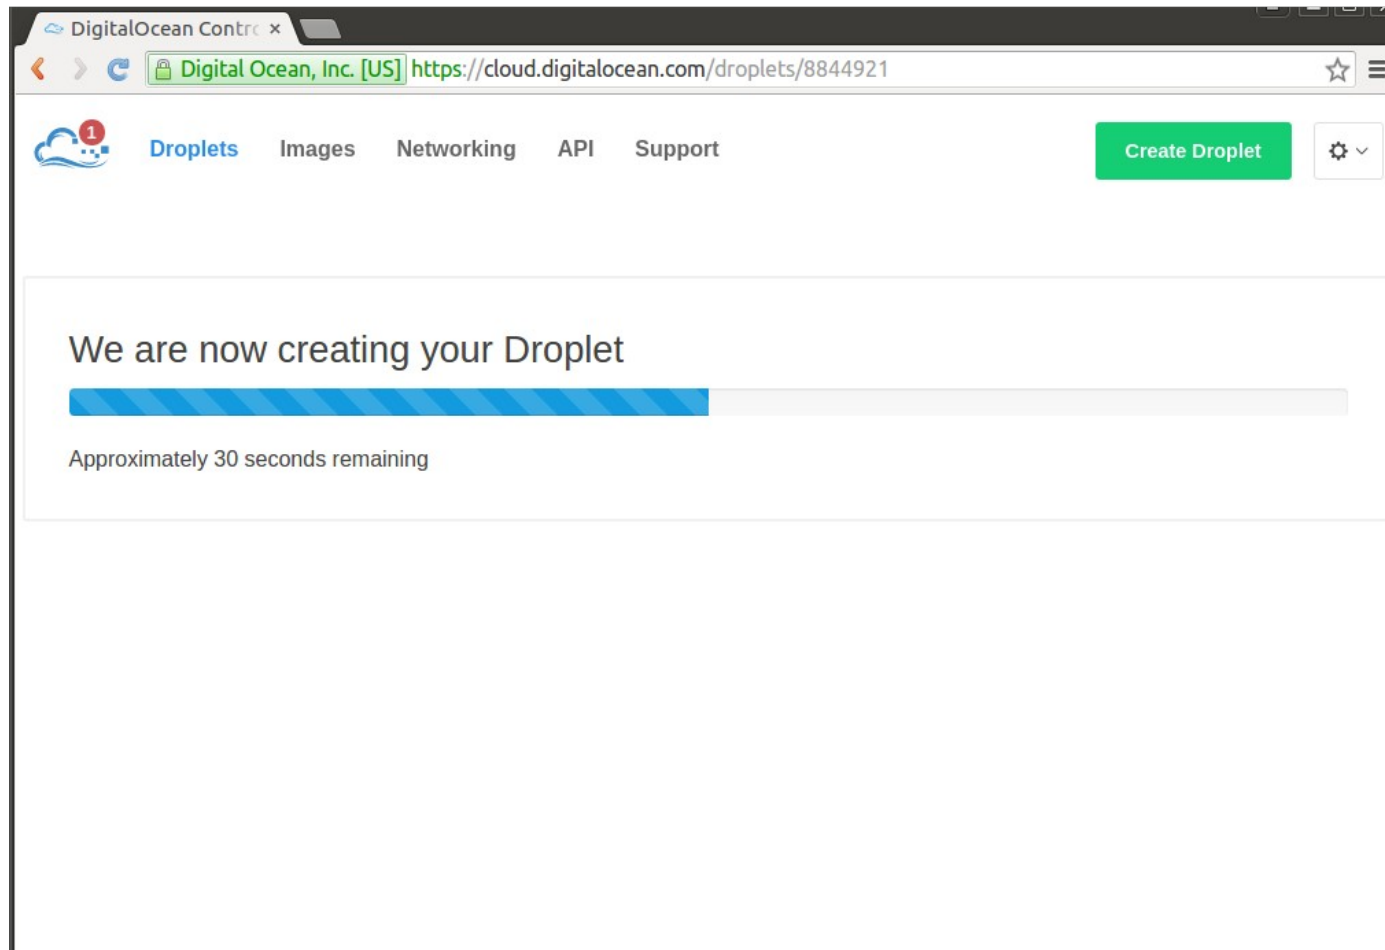 DigitalOcean Contro
Digital Ocean, Inc. [US] https://cloud.digitalocean.com/droplets/8844921
1
Droplets Images Networking API Support Create Droplet
We are now creating your Droplet
Approximately 30 seconds remaining